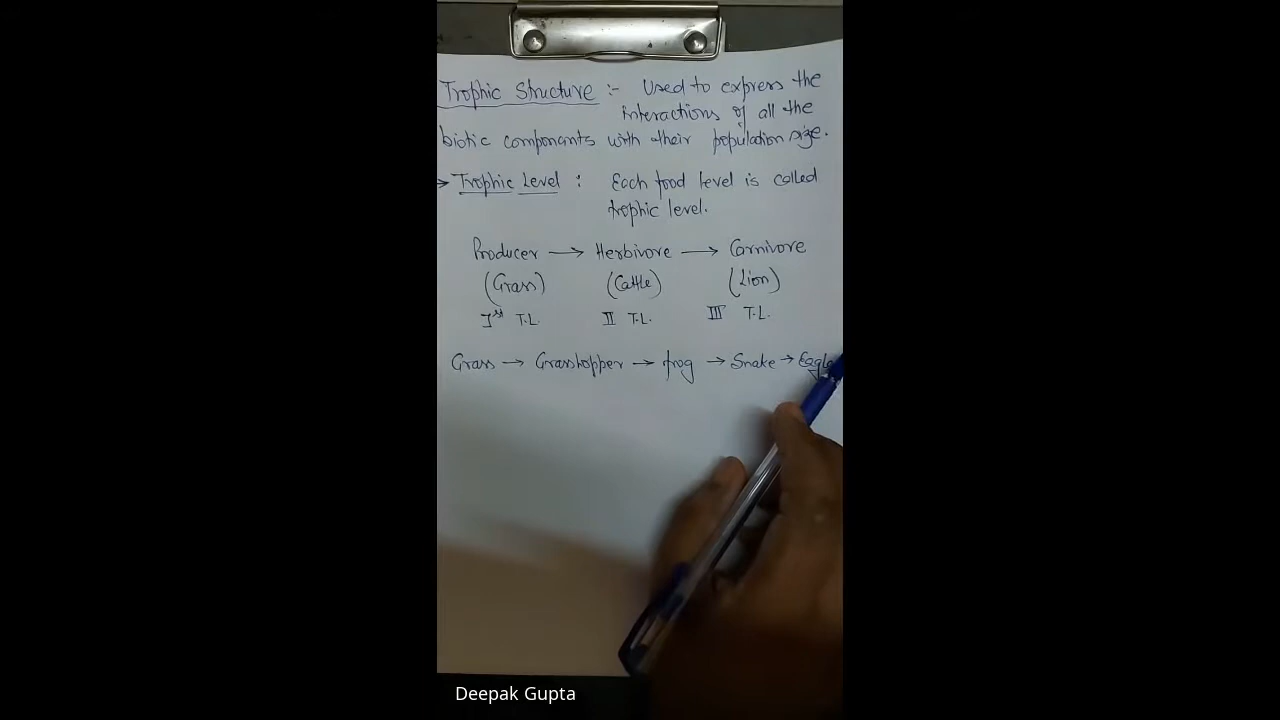 Trophic Structure :- Used to express the
interactions of all the
biotic componants with their population size.
→ Trophic Level : Each food level is called
trophic level.
Producer → Herbivore → Carnivore
(Grass) (Cattle) (Lion)
Ist T.L. II T.L. III T.L.
Grass → Grasshopper → frog → Snake → Eagle
Deepak Gupta